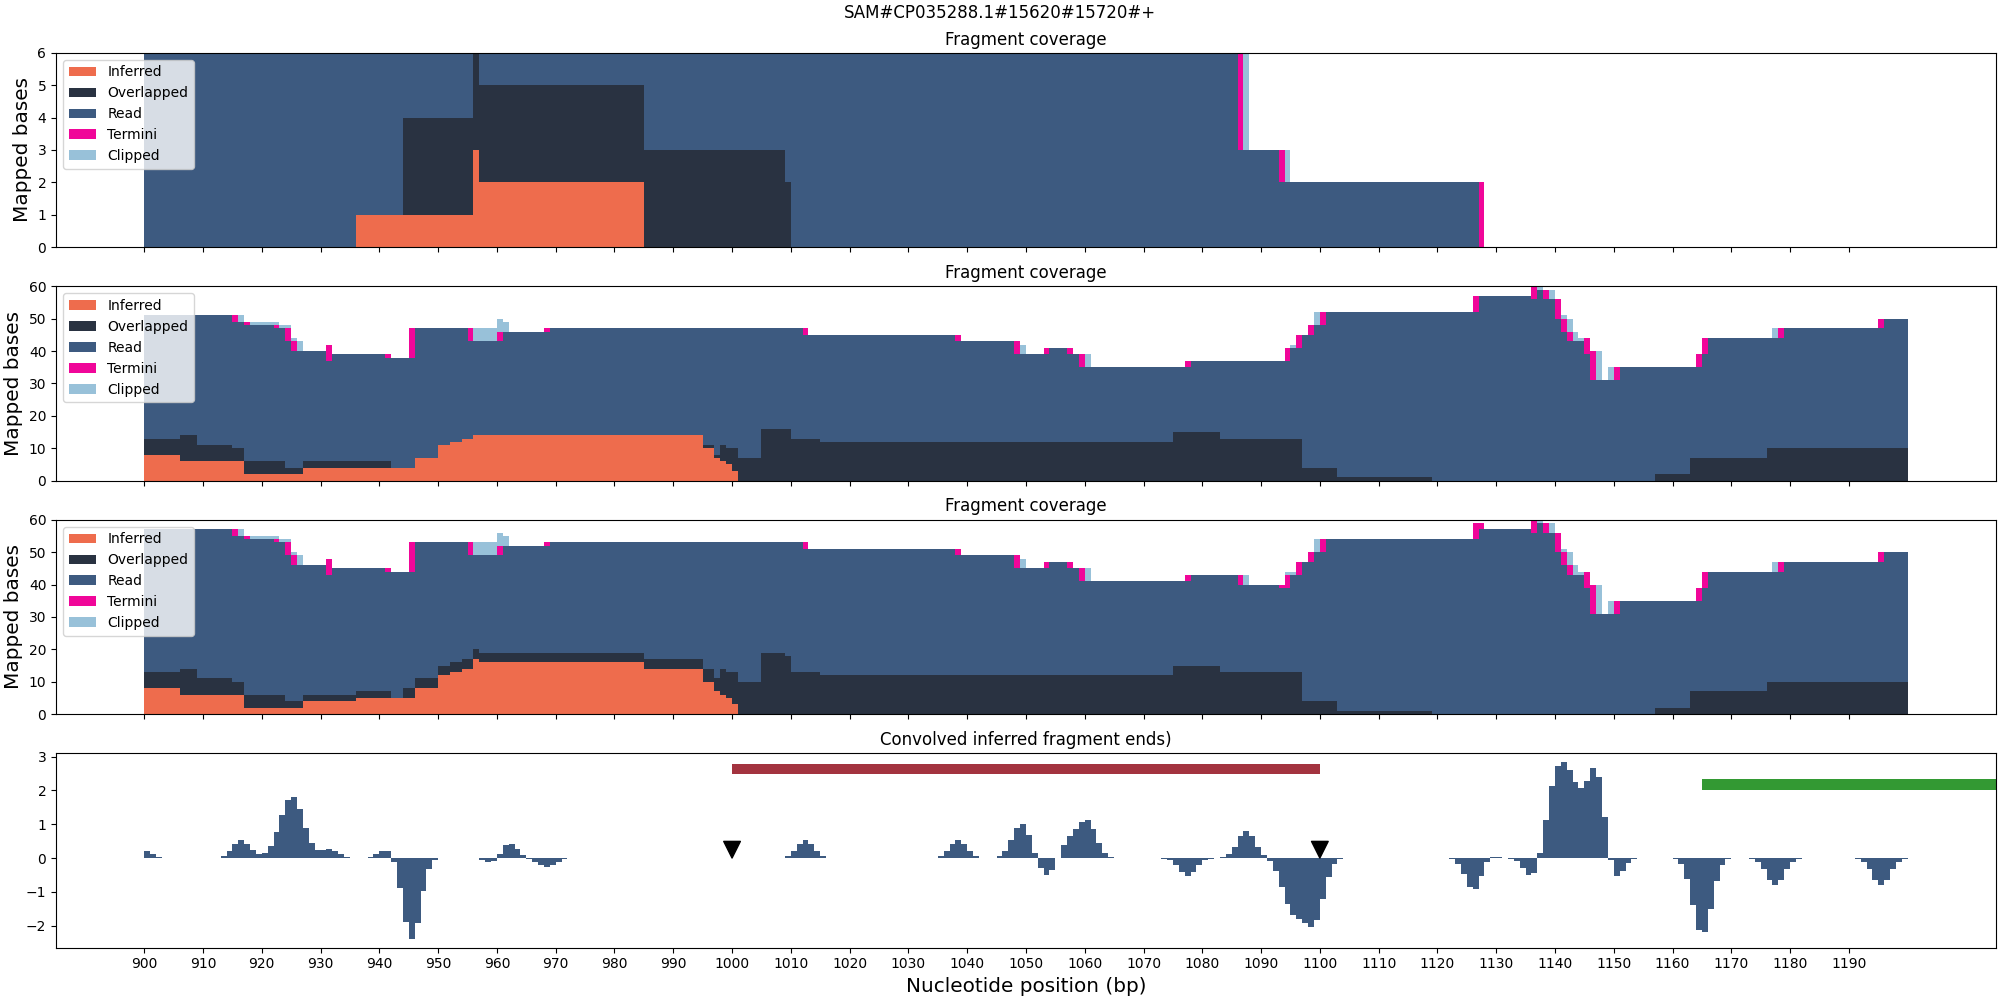 SAM#CP035288.1#15620#15720#+
Fragment coverage
Mapped bases
6
5
4
3
2
1
0
Inferred
Overlapped
Read
Termini
Clipped
Fragment coverage
Mapped bases
60
50
40
30
20
10
0
Inferred
Overlapped
Read
Termini
Clipped
Fragment coverage
Mapped bases
60
50
40
30
20
10
0
Inferred
Overlapped
Read
Termini
Clipped
Convolved inferred fragment ends)
3
2
1
0
−1
−2
900 910 920 930 940 950 960 970 980 990 1000 1010 1020 1030 1040 1050 1060 1070 1080 1090 1100 1110 1120 1130 1140 1150 1160 1170 1180 1190
Nucleotide position (bp)